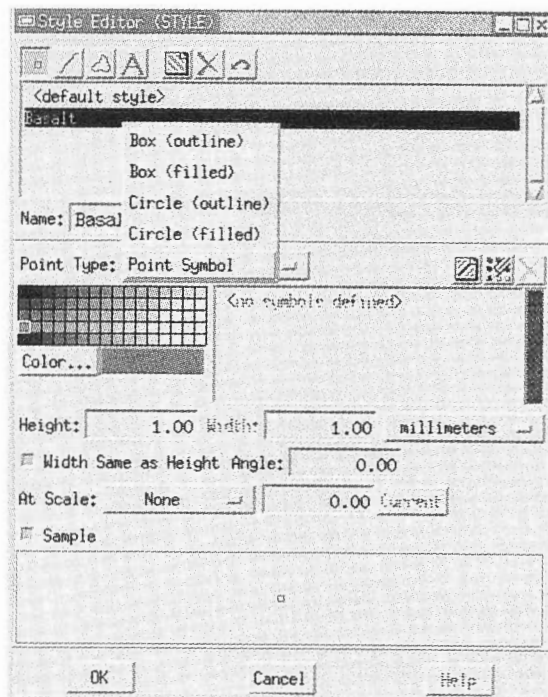 Style Editor (STYLE)
A
<default style>
Basalt
Box (outline)
Box (filled)
Circle (outline)
Circle (filled)
Name: Basal
Point Type: Point Symbol
<no symbols defined>
Color...
Height: 1.00 Width: 1.00 millimeters
Width Same as Height Angle: 0.00
At Scale: None 0.00 Current
Sample
OK Cancel Help